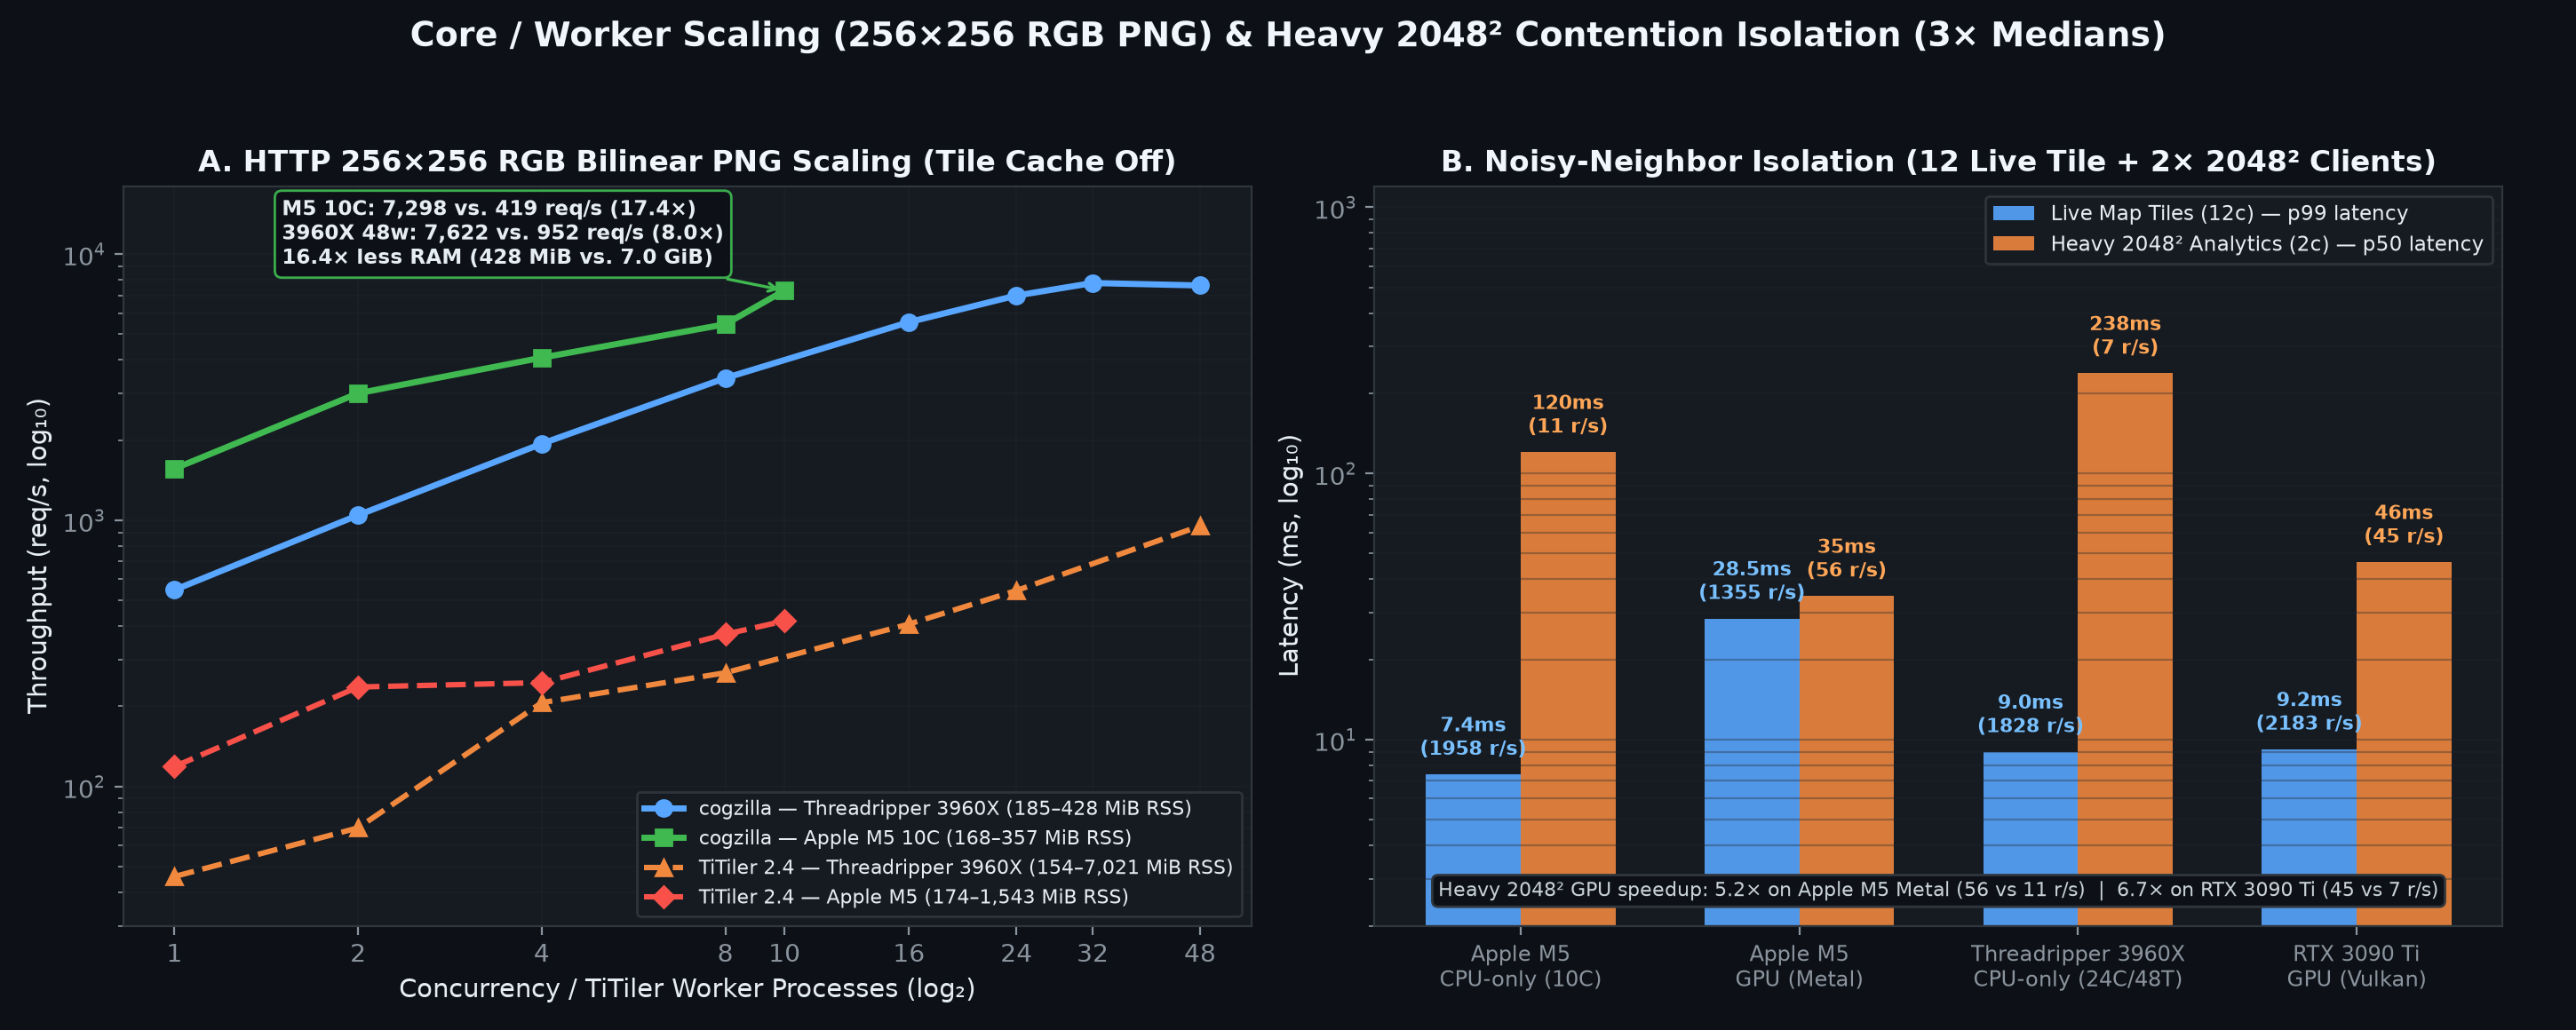 Core / Worker Scaling (256×256 RGB PNG) & Heavy 2048² Contention Isolation (3× Medians)
A. HTTP 256×256 RGB Bilinear PNG Scaling (Tile Cache Off)
M5 10C: 7,298 vs. 419 req/s (17.4×)
3960X 48w: 7,622 vs. 952 req/s (8.0×)
16.4× less RAM (428 MiB vs. 7.0 GiB)
Throughput (req/s, log₁₀)
10⁴
10³
10²
cogzilla — Threadripper 3960X (185–428 MiB RSS)
cogzilla — Apple M5 10C (168–357 MiB RSS)
TiTiler 2.4 — Threadripper 3960X (154–7,021 MiB RSS)
TiTiler 2.4 — Apple M5 (174–1,543 MiB RSS)
1 2 4 8 10 16 24 32 48
Concurrency / TiTiler Worker Processes (log₂)
B. Noisy-Neighbor Isolation (12 Live Tile + 2× 2048² Clients)
Live Map Tiles (12c) — p99 latency
Heavy 2048² Analytics (2c) — p50 latency
Latency (ms, log₁₀)
10³
10²
10¹
7.4ms
(1958 r/s)
120ms
(11 r/s)
28.5ms
(1355 r/s)
35ms
(56 r/s)
9.0ms
(1828 r/s)
238ms
(7 r/s)
9.2ms
(2183 r/s)
46ms
(45 r/s)
Heavy 2048² GPU speedup: 5.2× on Apple M5 Metal (56 vs 11 r/s) | 6.7× on RTX 3090 Ti (45 vs 7 r/s)
Apple M5
CPU-only (10C)
Apple M5
GPU (Metal)
Threadripper 3960X
CPU-only (24C/48T)
RTX 3090 Ti
GPU (Vulkan)